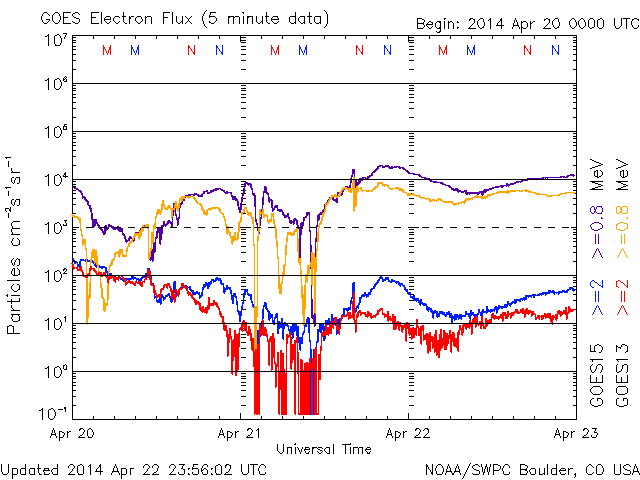 GOES Electron Flux (5 minute data)
Begin: 2014 Apr 20 0000 UTC
M M N N M M N N M M N N
10⁷
10⁶
10⁵
10⁴
10³
10²
10¹
10⁰
10⁻¹
Particles cm⁻²s⁻¹sr⁻¹
Apr 20 Apr 21 Apr 22 Apr 23
Universal Time
GOES15 >=2 >=0.8 MeV
GOES13 >=2 >=0.8 MeV
Updated 2014 Apr 22 23:56:02 UTC
NOAA/SWPC Boulder, CO USA